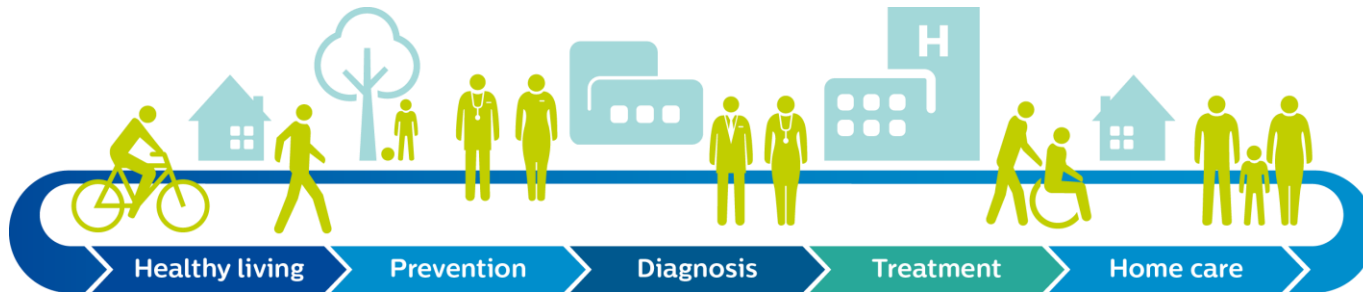 H
Healthy living
Prevention
Diagnosis
Treatment
Home care